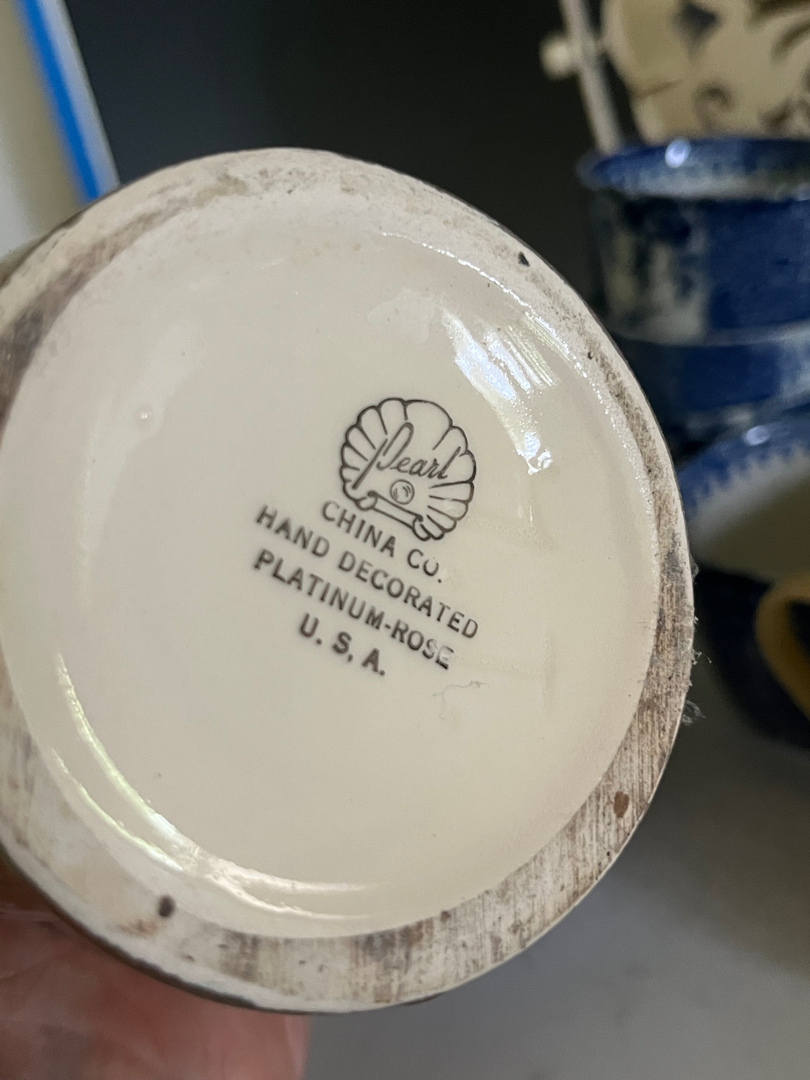 Pearl
CHINA CO.
HAND DECORATED
PLATINUM-ROSE
U.S.A.